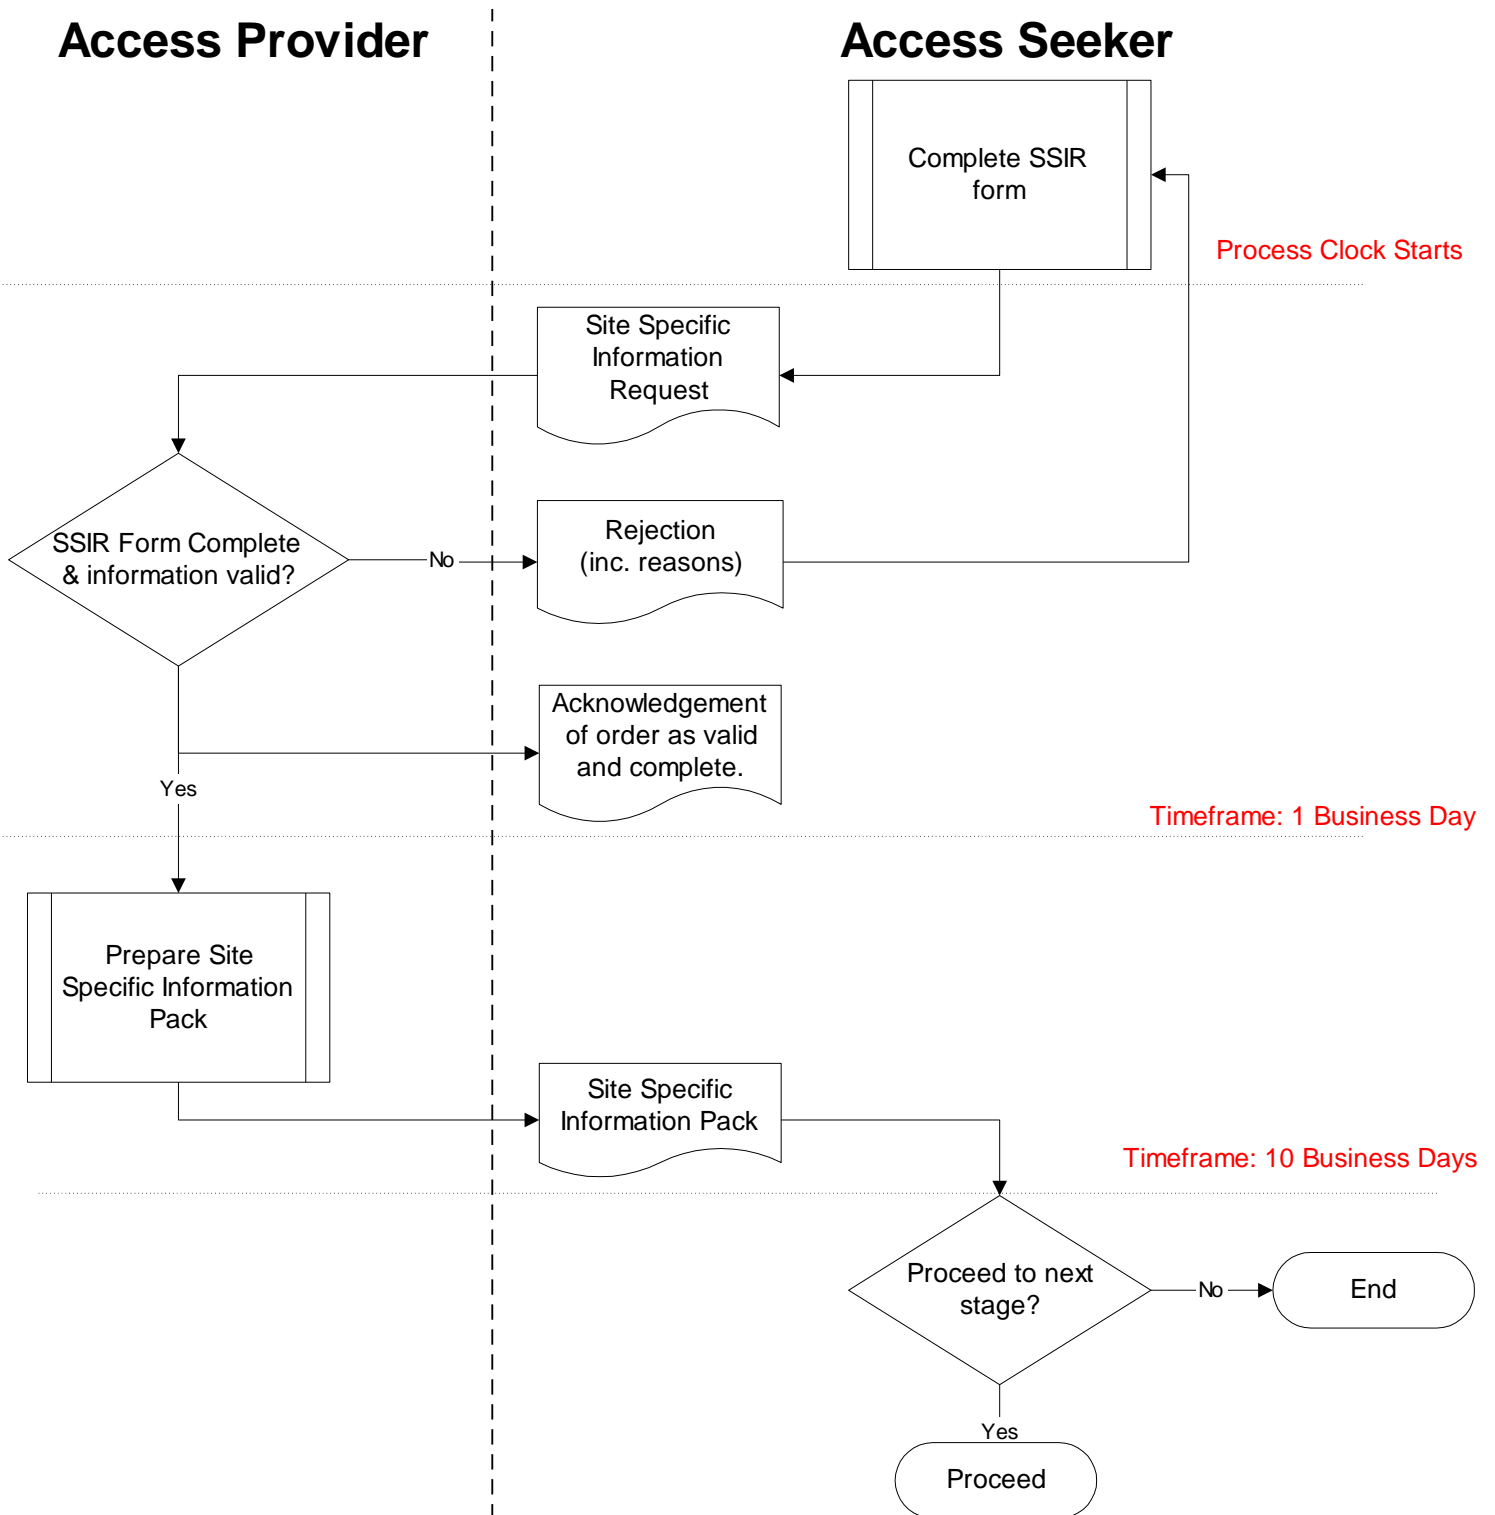 Access Provider
Access Seeker
Complete SSIR
form
Process Clock Starts
Site Specific
Information
Request
SSIR Form Complete
& information valid?
No
Rejection
(inc. reasons)
Acknowledgement
of order as valid
and complete.
Yes
Timeframe: 1 Business Day
Prepare Site
Specific Information
Pack
Site Specific
Information Pack
Timeframe: 10 Business Days
Proceed to next
stage?
No
End
Yes
Proceed